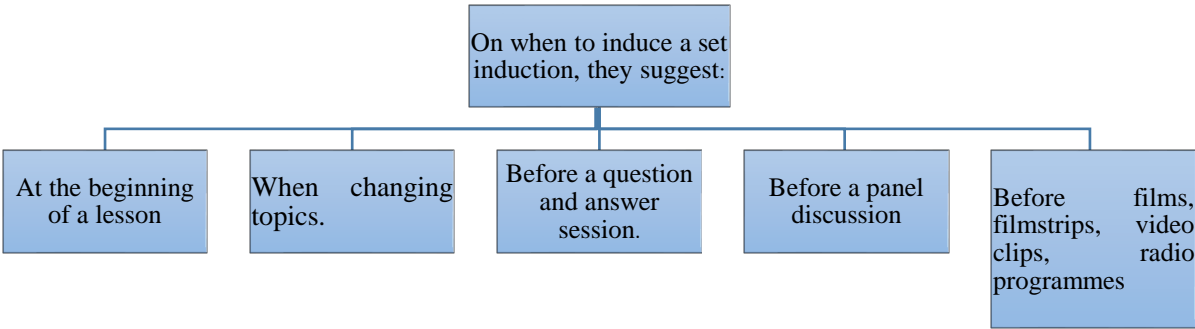 On when to induce a set
induction, they suggest:
At the beginning
of a lesson
When changing
topics.
Before a question
and answer
session.
Before a panel
discussion
Before films,
filmstrips, video
clips, radio
programmes